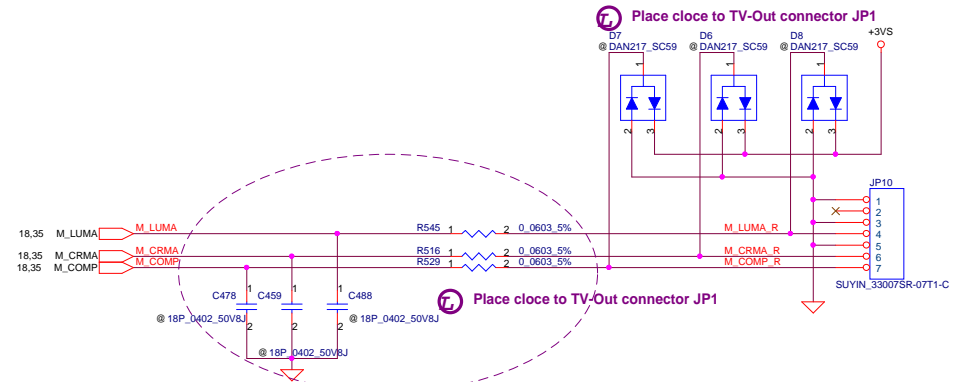 Place cloce to TV-Out connector JP1
D7
@ DAN217_SC59
D6
@ DAN217_SC59
D8
@ DAN217_SC59
+3VS
1
1
1
2
3
2
3
2
3
JP10
1
2
3
4
5
6
7
SUYIN_33007SR-07T1-C
18,35 M_LUMA M_LUMA R545 1 2 0_0603_5% M_LUMA_R
18,35 M_CRMA M_CRMA R516 1 2 0_0603_5% M_CRMA_R
18,35 M_COMP M_COMP R529 1 2 0_0603_5% M_COMP_R
Place cloce to TV-Out connector JP1
1
1
1
C478
C459
C488
@ 18P_0402_50V8J
@ 18P_0402_50V8J
2
2
2
@ 18P_0402_50V8J